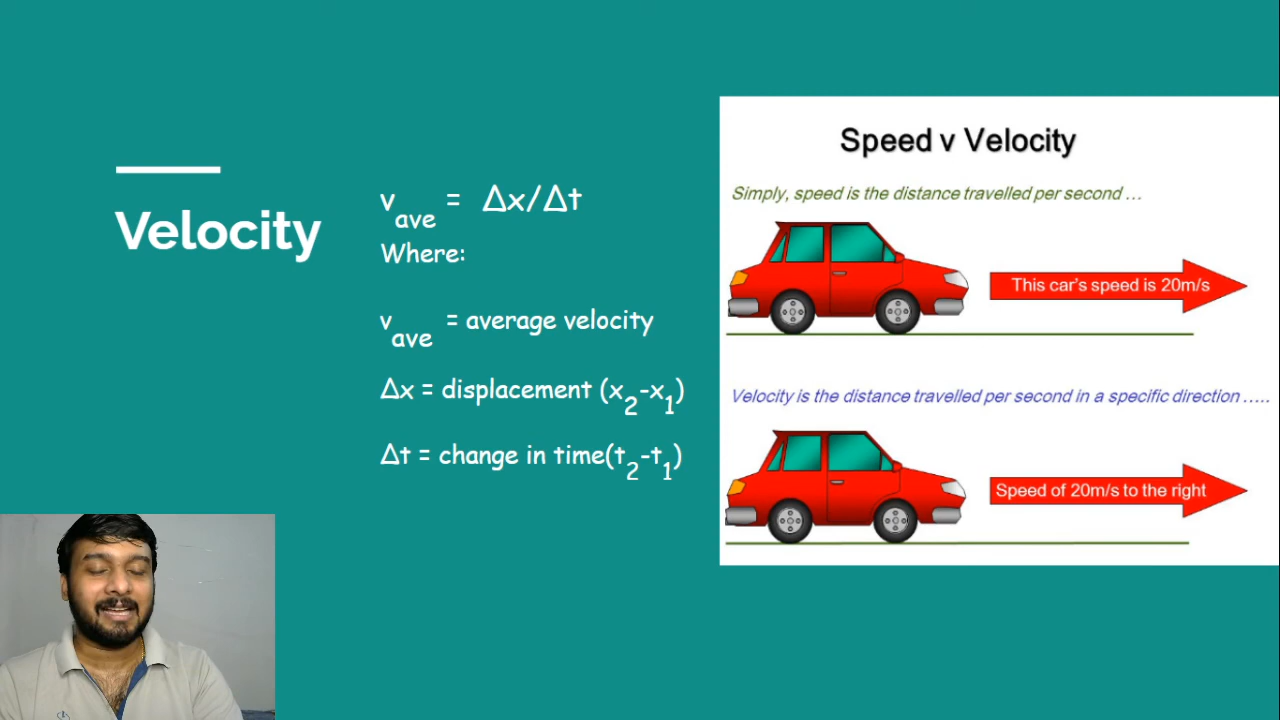 Velocity
v ave = Δx/Δt
Where:
v ave = average velocity
Δx = displacement (x2-x1)
Δt = change in time(t2-t1)
Speed v Velocity
Simply, speed is the distance travelled per second ...
This car's speed is 20m/s
Velocity is the distance travelled per second in a specific direction .....
Speed of 20m/s to the right